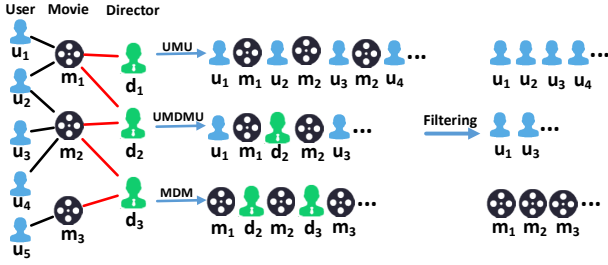 User Movie Director
u1
u2
u3
u4
u5
m1
m2
m3
d1
d2
d3
UMU
u1 m1 u2 m2 u3 m2 u4 ...
UMDMU
u1 m1 d2 m2 u3 ...
MDM
m1 d2 m2 d3 m3 ...
Filtering
u1 u2 u3 u4 ...
u1 u3 ...
m1 m2 m3 ...